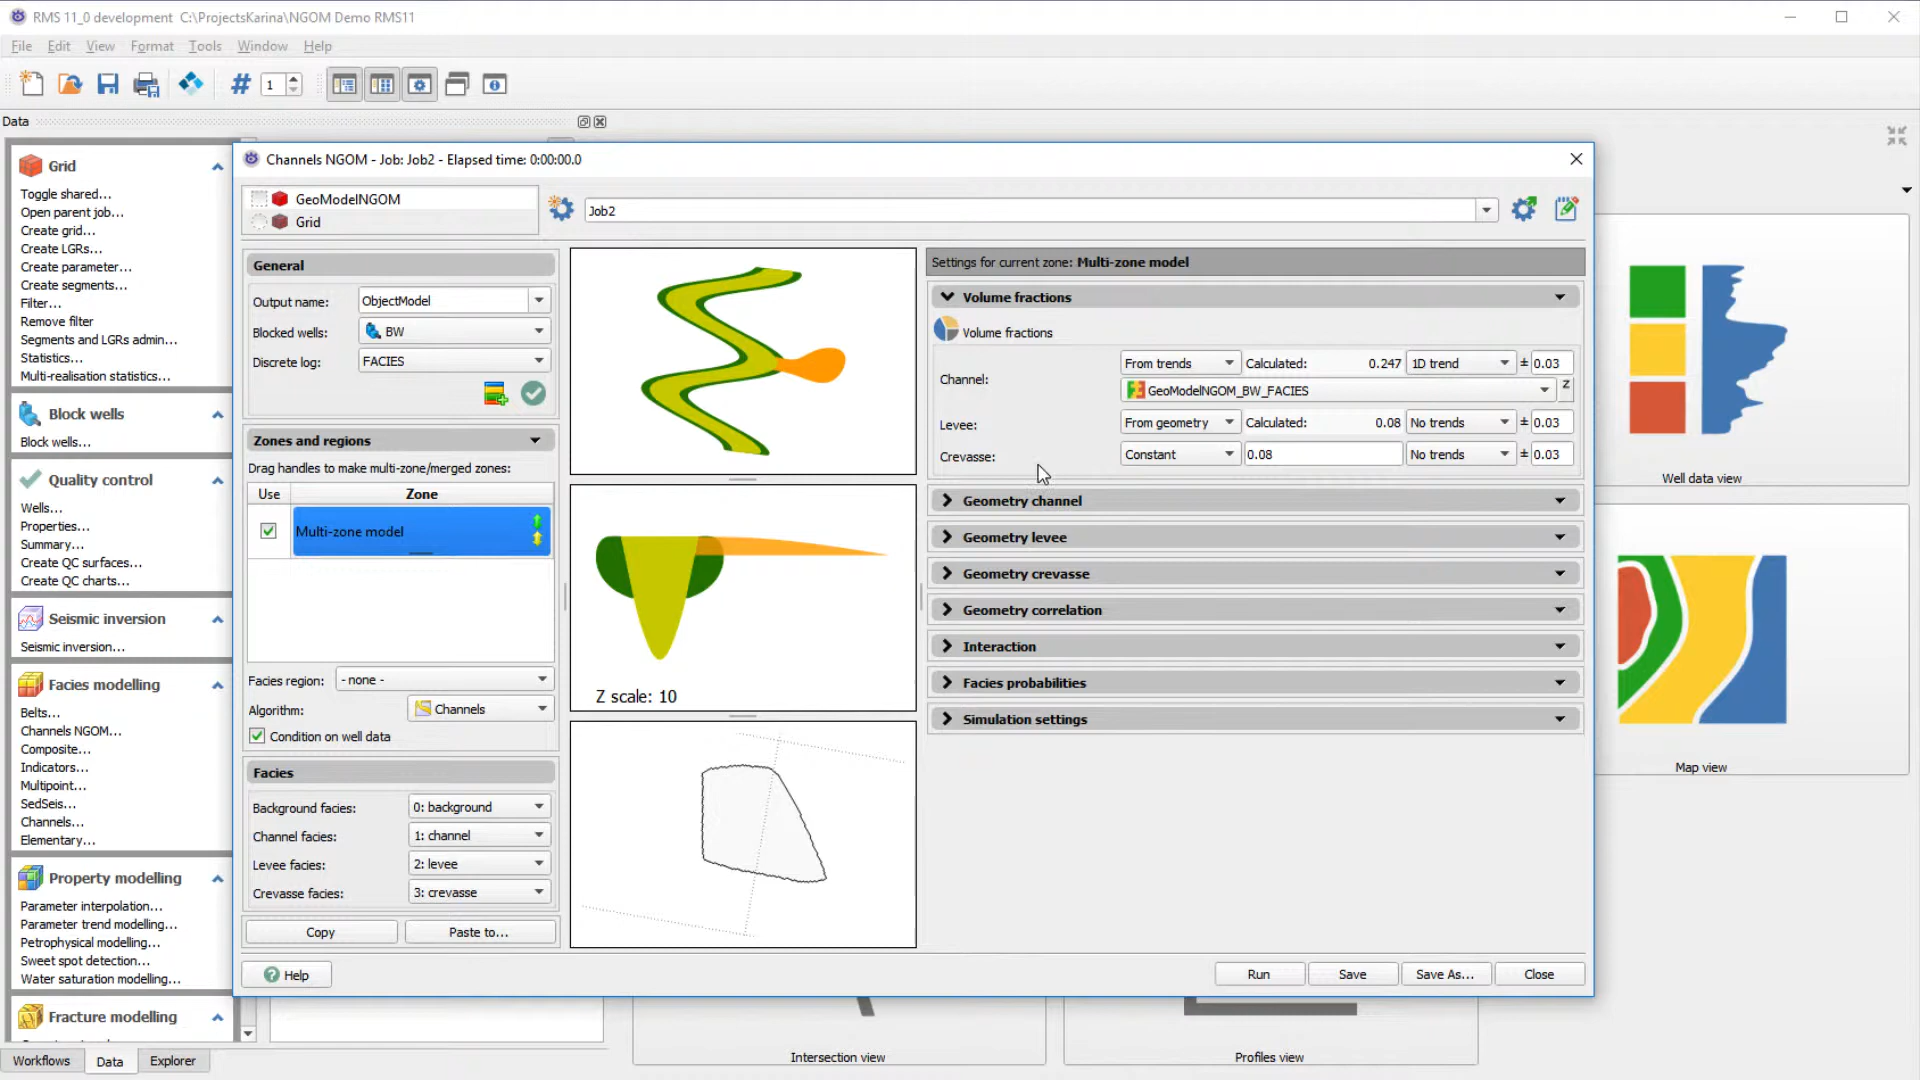 RMS 11_0 development  C:\ProjectsKarina\NGOM Demo RMS11
File Edit View Format Tools Window Help
# 1
Data
Grid
Toggle shared...
Open parent job...
Create grid...
Create LGRs...
Create parameter...
Create segments...
Filter...
Remove filter
Segments and LGRs admin...
Statistics...
Multi-realisation statistics...
Block wells
Block wells...
Quality control
Wells...
Properties...
Summary...
Create QC surfaces...
Create QC charts...
Seismic inversion
Seismic inversion...
Facies modelling
Belts...
Channels NGOM...
Composite...
Indicators...
Multipoint...
SedSeis...
Channels...
Elementary...
Property modelling
Parameter interpolation...
Parameter trend modelling...
Petrophysical modelling...
Sweet spot detection...
Water saturation modelling...
Fracture modelling
Workflows Data Explorer
Channels NGOM - Job: Job2 - Elapsed time: 0:00:00.0
GeoModelNGOM
Grid
Job2
General
Output name: ObjectModel
Blocked wells: BW
Discrete log: FACIES
Zones and regions
Drag handles to make multi-zone/merged zones:
Use Zone
Multi-zone model
Facies region: - none -
Algorithm: Channels
Condition on well data
Facies
Background facies: 0: background
Channel facies: 1: channel
Levee facies: 2: levee
Crevasse facies: 3: crevasse
Copy Paste to...
Help
Z scale: 10
Settings for current zone: Multi-zone model
Volume fractions
Volume fractions
Channel: From trends Calculated: 0.247 1D trend ± 0.03
GeoModelNGOM_BW_FACIES Z
Levee: From geometry Calculated: 0.08 No trends ± 0.03
Crevasse: Constant 0.08 No trends ± 0.03
Geometry channel
Geometry levee
Geometry crevasse
Geometry correlation
Interaction
Facies probabilities
Simulation settings
Run Save Save As... Close
Well data view
Map view
Intersection view
Profiles view